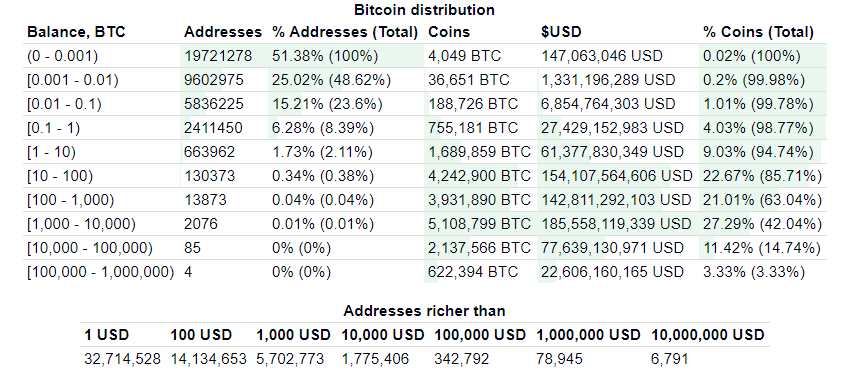 Bitcoin distribution
Balance, BTC Addresses % Addresses (Total) Coins $USD % Coins (Total)
(0 - 0.001) 19721278 51.38% (100%) 4,049 BTC 147,063,046 USD 0.02% (100%)
[0.001 - 0.01) 9602975 25.02% (48.62%) 36,651 BTC 1,331,196,289 USD 0.2% (99.98%)
[0.01 - 0.1) 5836225 15.21% (23.6%) 188,726 BTC 6,854,764,303 USD 1.01% (99.78%)
[0.1 - 1) 2411450 6.28% (8.39%) 755,181 BTC 27,429,152,983 USD 4.03% (98.77%)
[1 - 10) 663962 1.73% (2.11%) 1,689,859 BTC 61,377,830,349 USD 9.03% (94.74%)
[10 - 100) 130373 0.34% (0.38%) 4,242,900 BTC 154,107,564,606 USD 22.67% (85.71%)
[100 - 1,000) 13873 0.04% (0.04%) 3,931,890 BTC 142,811,292,103 USD 21.01% (63.04%)
[1,000 - 10,000) 2076 0.01% (0.01%) 5,108,799 BTC 185,558,119,339 USD 27.29% (42.04%)
[10,000 - 100,000) 85 0% (0%) 2,137,566 BTC 77,639,130,971 USD 11.42% (14.74%)
[100,000 - 1,000,000) 4 0% (0%) 622,394 BTC 22,606,160,165 USD 3.33% (3.33%)
Addresses richer than
1 USD 100 USD 1,000 USD 10,000 USD 100,000 USD 1,000,000 USD 10,000,000 USD
32,714,528 14,134,653 5,702,773 1,775,406 342,792 78,945 6,791